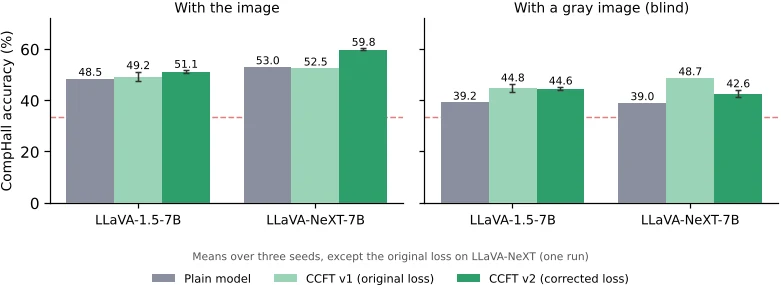 With the image
With a gray image (blind)
CompHall accuracy (%)
60
40
20
0
48.5
49.2
51.1
53.0
52.5
59.8
39.2
44.8
44.6
39.0
48.7
42.6
LLaVA-1.5-7B
LLaVA-NeXT-7B
LLaVA-1.5-7B
LLaVA-NeXT-7B
Means over three seeds, except the original loss on LLaVA-NeXT (one run)
Plain model
CCFT v1 (original loss)
CCFT v2 (corrected loss)